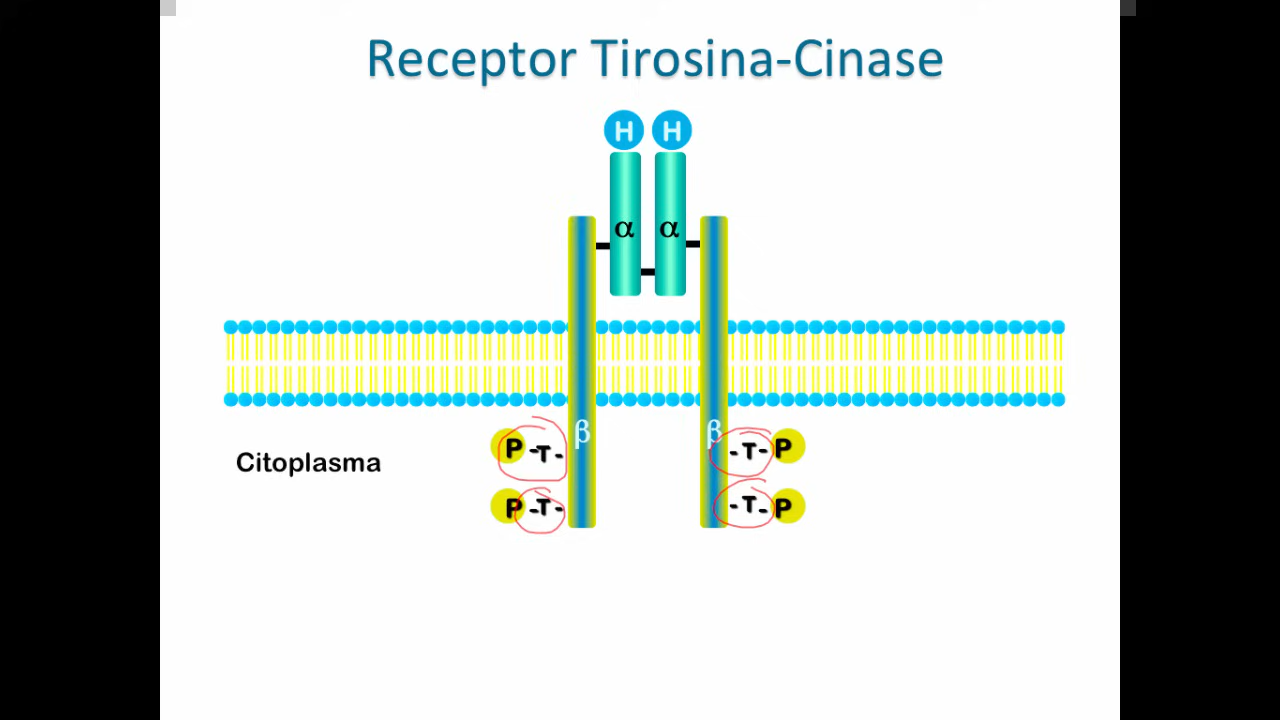 Receptor Tirosina-Cinase
H H
α α
β β
P -T- -T- P
Citoplasma
P -T- -T- P